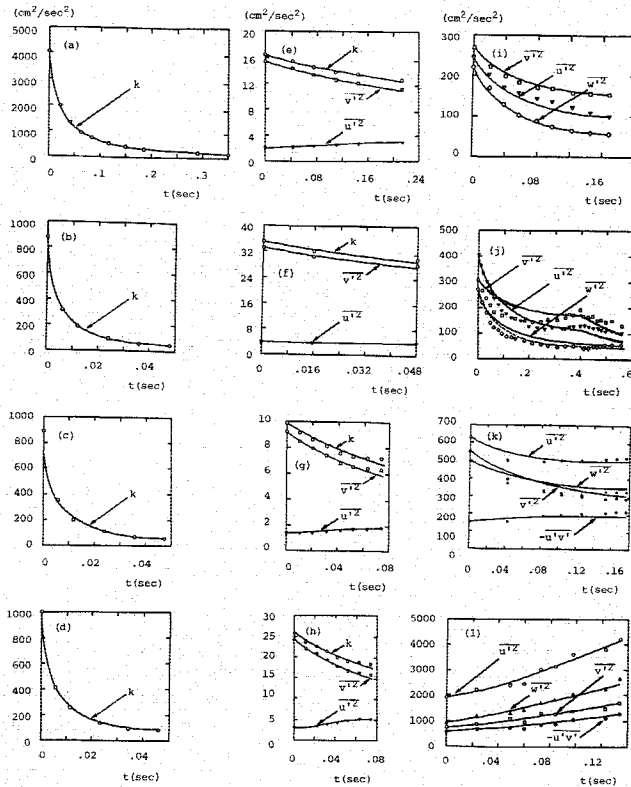 (cm²/sec²)
5000
4000
3000
2000
1000
0
(a)
k
0 .1 .2 .3
t(sec)
(cm²/sec²)
20
16
12
8
4
0
(e)
k
v'²
u'²
0 .08 .16 .24
t(sec)
(cm²/sec²)
300
200
100
0
(i)
v'²
u'²
w'²
0 .08 .16
t(sec)
1000
800
600
400
200
0
(b)
k
0 .02 .04
t(sec)
40
32
24
16
8
0
(f)
k
v'²
u'²
0 .016 .032 .048
t(sec)
500
400
300
200
100
0
(j)
v'²
u'²
w'²
0 .2 .4 .6
t(sec)
1000
800
600
400
200
0
(c)
k
0 .02 .04
t(sec)
10
8
6
4
2
0
(g)
k
v'²
u'²
0 .02 .04 .06 .08
t(sec)
700
600
500
400
300
200
100
0
(k)
u'²
w'²
v'²
-u'v'
0 .04 .08 .12 .16
t(sec)
1000
800
600
400
200
0
(d)
k
0 .02 .04
t(sec)
30
25
20
15
10
5
0
(h)
k
v'²
u'²
0 .02 .04 .06 .08
t(sec)
5000
4000
3000
2000
1000
0
(l)
u'²
w'²
v'²
-u'v'
0 .04 .08 .12
t(sec)